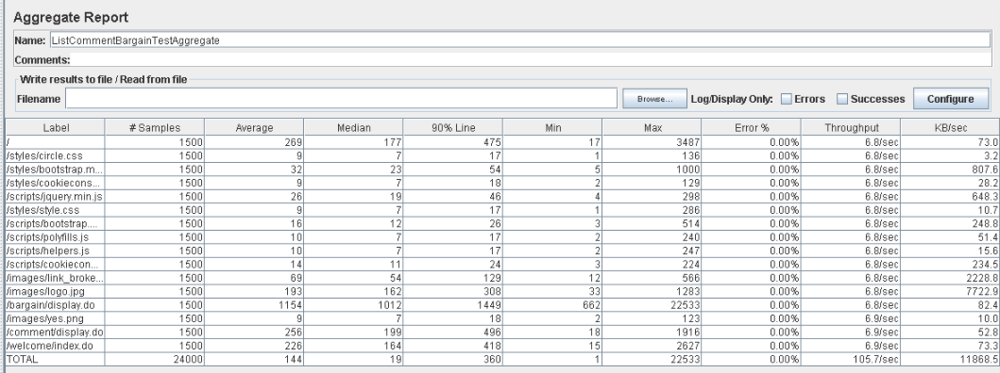 Aggregate Report
Name: ListCommentBargainTestAggregate
Comments:
Write results to file / Read from file
Filename Browse... Log/Display Only: Errors Successes Configure
Label # Samples Average Median 90% Line Min Max Error % Throughput KB/sec
/ 1500 269 177 475 17 3487 0.00% 6.8/sec 73.0
/styles/circle.css 1500 9 7 17 1 136 0.00% 6.8/sec 3.2
/styles/bootstrap.m... 1500 32 23 54 5 1000 0.00% 6.8/sec 807.6
/styles/cookiecons... 1500 9 7 18 2 129 0.00% 6.8/sec 28.2
/scripts/jquery.min.js 1500 26 19 46 4 298 0.00% 6.8/sec 648.3
/styles/style.css 1500 9 7 17 1 286 0.00% 6.8/sec 10.7
/scripts/bootstrap.... 1500 16 12 26 3 514 0.00% 6.8/sec 248.8
/scripts/polyfills.js 1500 10 7 17 2 240 0.00% 6.8/sec 51.4
/scripts/helpers.js 1500 10 7 17 2 247 0.00% 6.8/sec 15.6
/scripts/cookiecon... 1500 14 11 24 3 224 0.00% 6.8/sec 234.5
/images/link_broke... 1500 69 54 129 12 566 0.00% 6.8/sec 2228.8
/images/logo.jpg 1500 193 162 308 33 1283 0.00% 6.8/sec 7722.9
/bargain/display.do 1500 1154 1012 1449 662 22533 0.00% 6.8/sec 82.4
/images/yes.png 1500 9 7 18 2 123 0.00% 6.9/sec 10.0
/comment/display.do 1500 256 199 496 18 1916 0.00% 6.9/sec 52.8
/welcome/index.do 1500 226 164 418 15 2627 0.00% 6.9/sec 73.3
TOTAL 24000 144 19 360 1 22533 0.00% 105.7/sec 11868.5